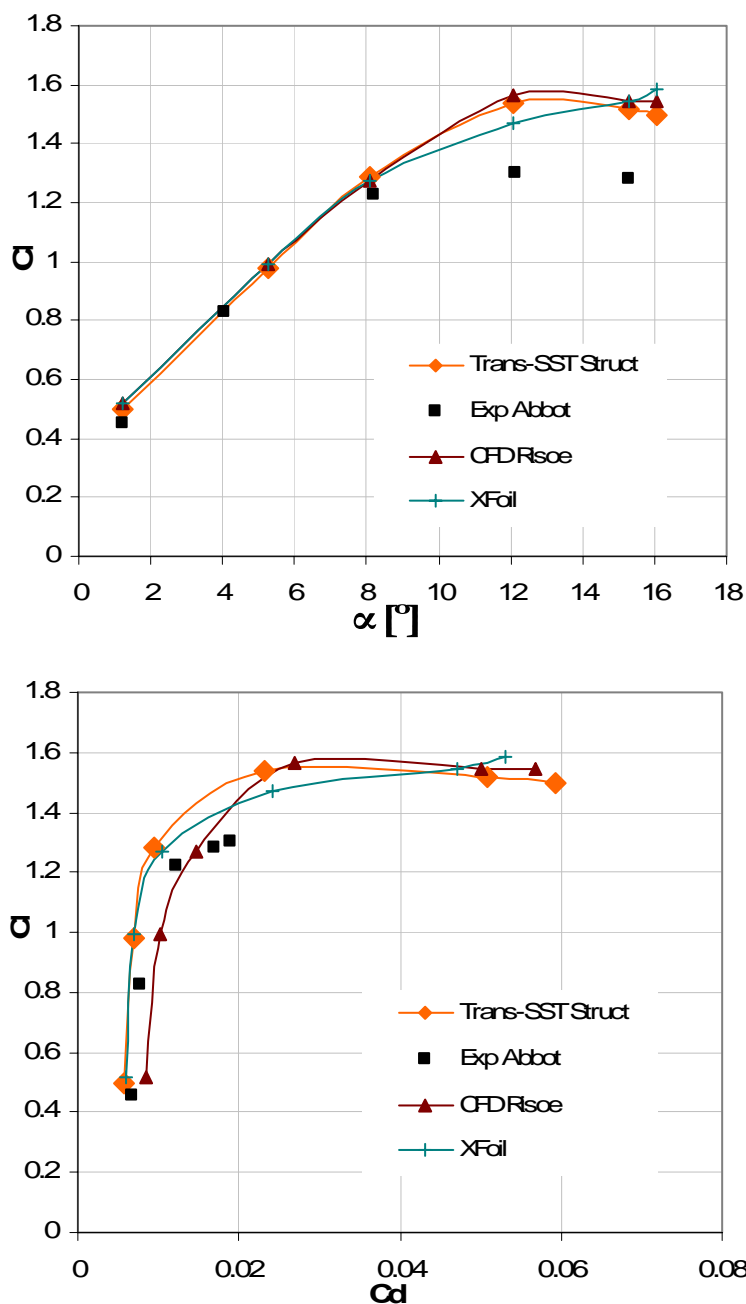 1.8
1.6
1.4
1.2
1
0.8
0.6
0.4
0.2
0
Cl
Trans-SST Struct
Exp Abbot
CFD Risoe
XFoil
0 2 4 6 8 10 12 14 16 18
α [º]
1.8
1.6
1.4
1.2
1
0.8
0.6
0.4
0.2
0
Cl
Trans-SST Struct
Exp Abbot
CFD Risoe
XFoil
0 0.02 0.04 0.06 0.08
Cd